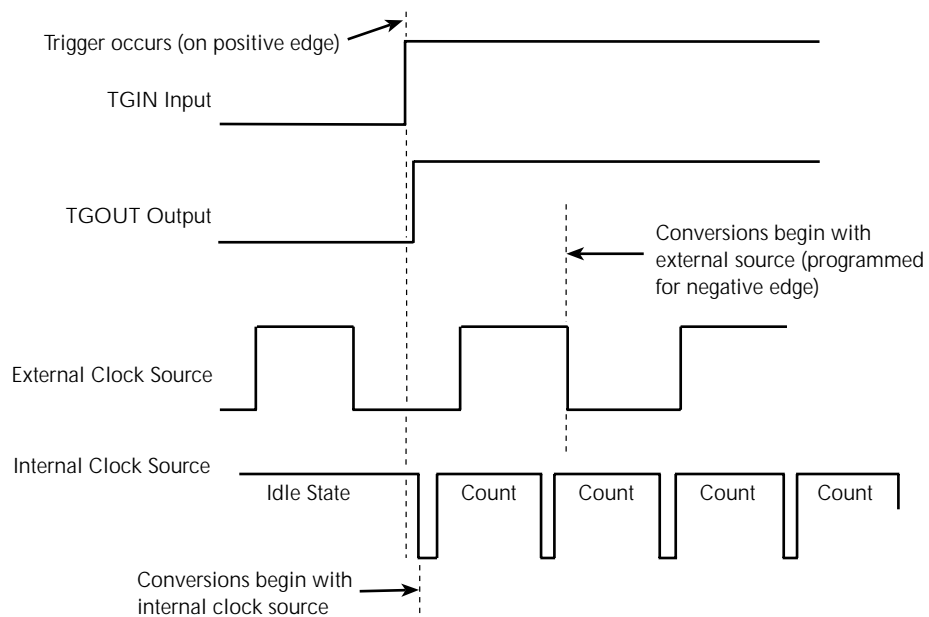 Trigger occurs (on positive edge)
TGIN Input
TGOUT Output
Conversions begin with
external source (programmed
for negative edge)
External Clock Source
Internal Clock Source
Idle State
Count
Count
Count
Count
Conversions begin with
internal clock source